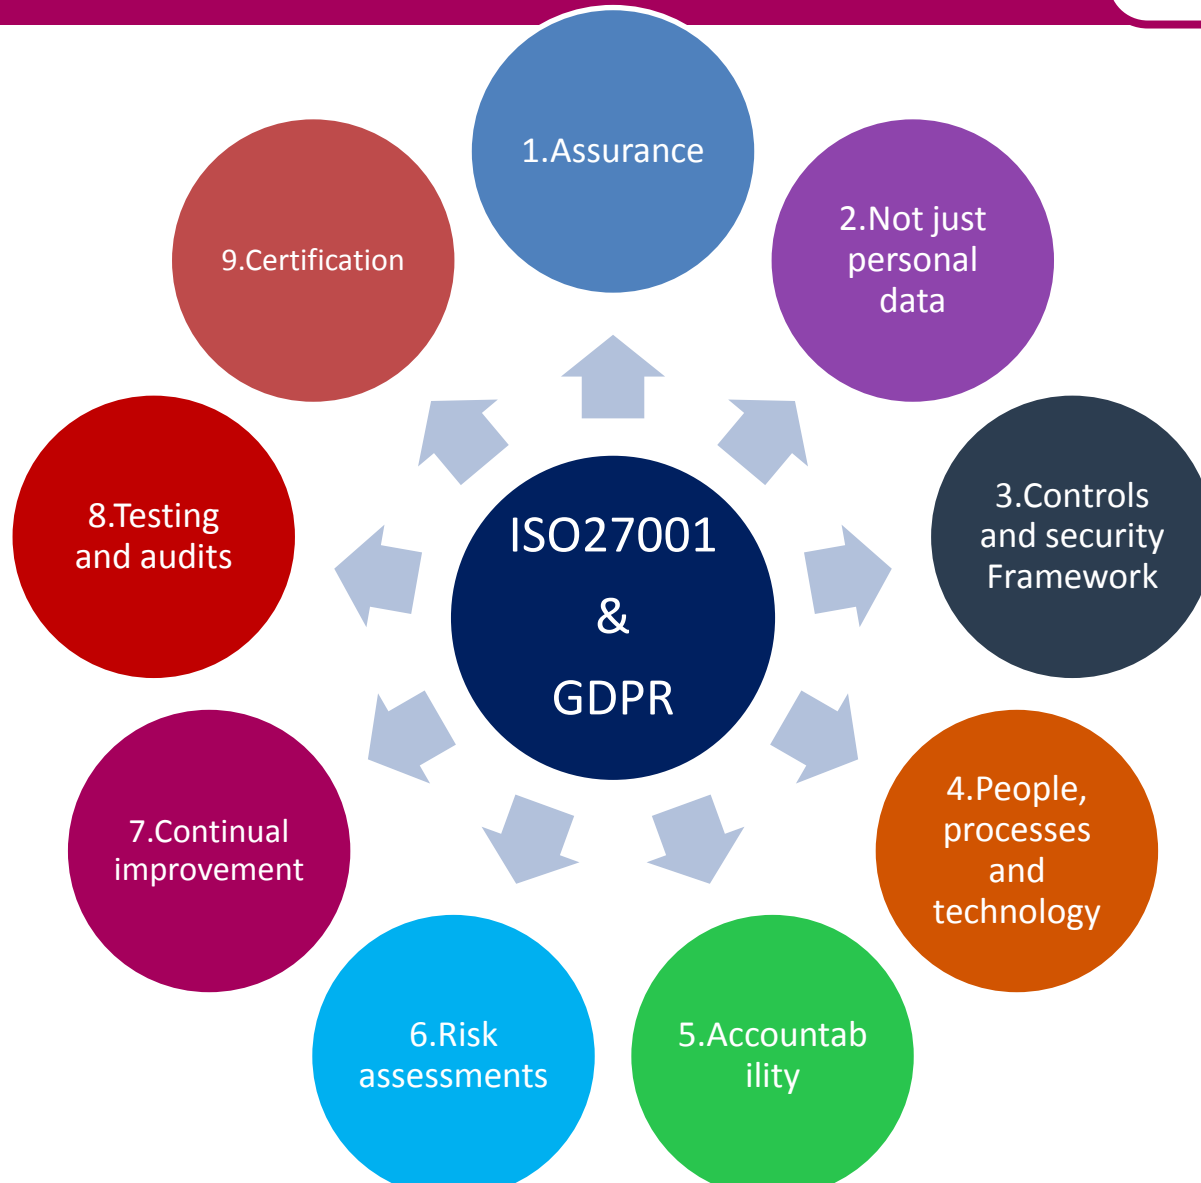 1.Assurance
2.Not just
personal
data
3.Controls
and security
Framework
4.People,
processes
and
technology
5.Accountab
ility
6.Risk
assessments
7.Continual
improvement
8.Testing
and audits
9.Certification
ISO27001
&
GDPR